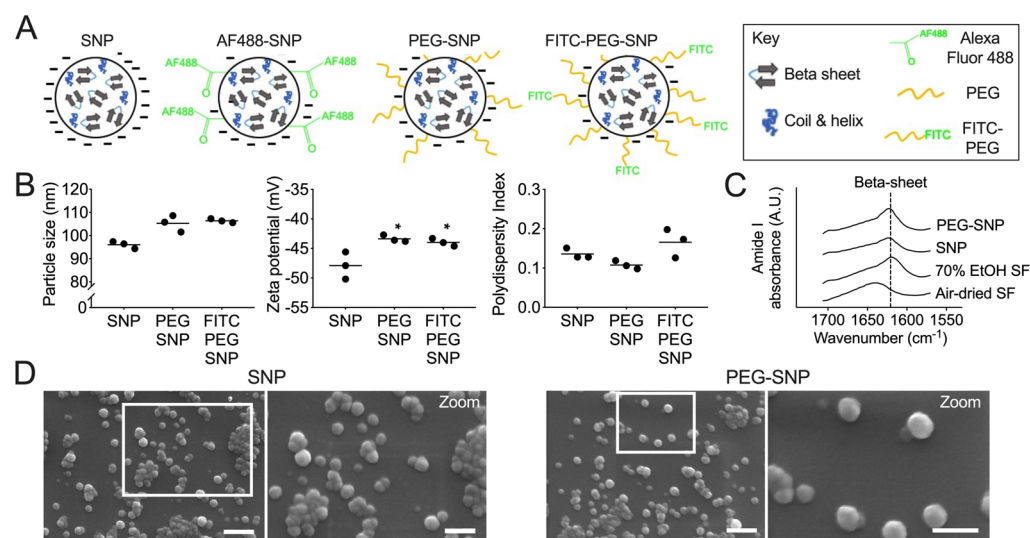 A
SNP
AF488-SNP
PEG-SNP
FITC-PEG-SNP
AF488
AF488
AF488
AF488
O
O
O
O
FITC
FITC
FITC
FITC
Key
Beta sheet
Coil & helix
AF488
O
Alexa
Fluor 488
PEG
FITC
FITC-
PEG
B
Particle size (nm)
120
110
100
90
80
0
SNP
PEG
SNP
FITC
PEG
SNP
Zeta potential (mV)
-35
-40
-45
-50
-55
*
*
SNP
PEG
SNP
FITC
PEG
SNP
Polydispersity Index
0.3
0.2
0.1
0.0
SNP
PEG
SNP
FITC
PEG
SNP
C
Beta-sheet
Amide I
absorbance (A.U.)
PEG-SNP
SNP
70% EtOH SF
Air-dried SF
1700
1650
1600
1550
Wavenumber (cm⁻¹)
D
SNP
Zoom
PEG-SNP
Zoom